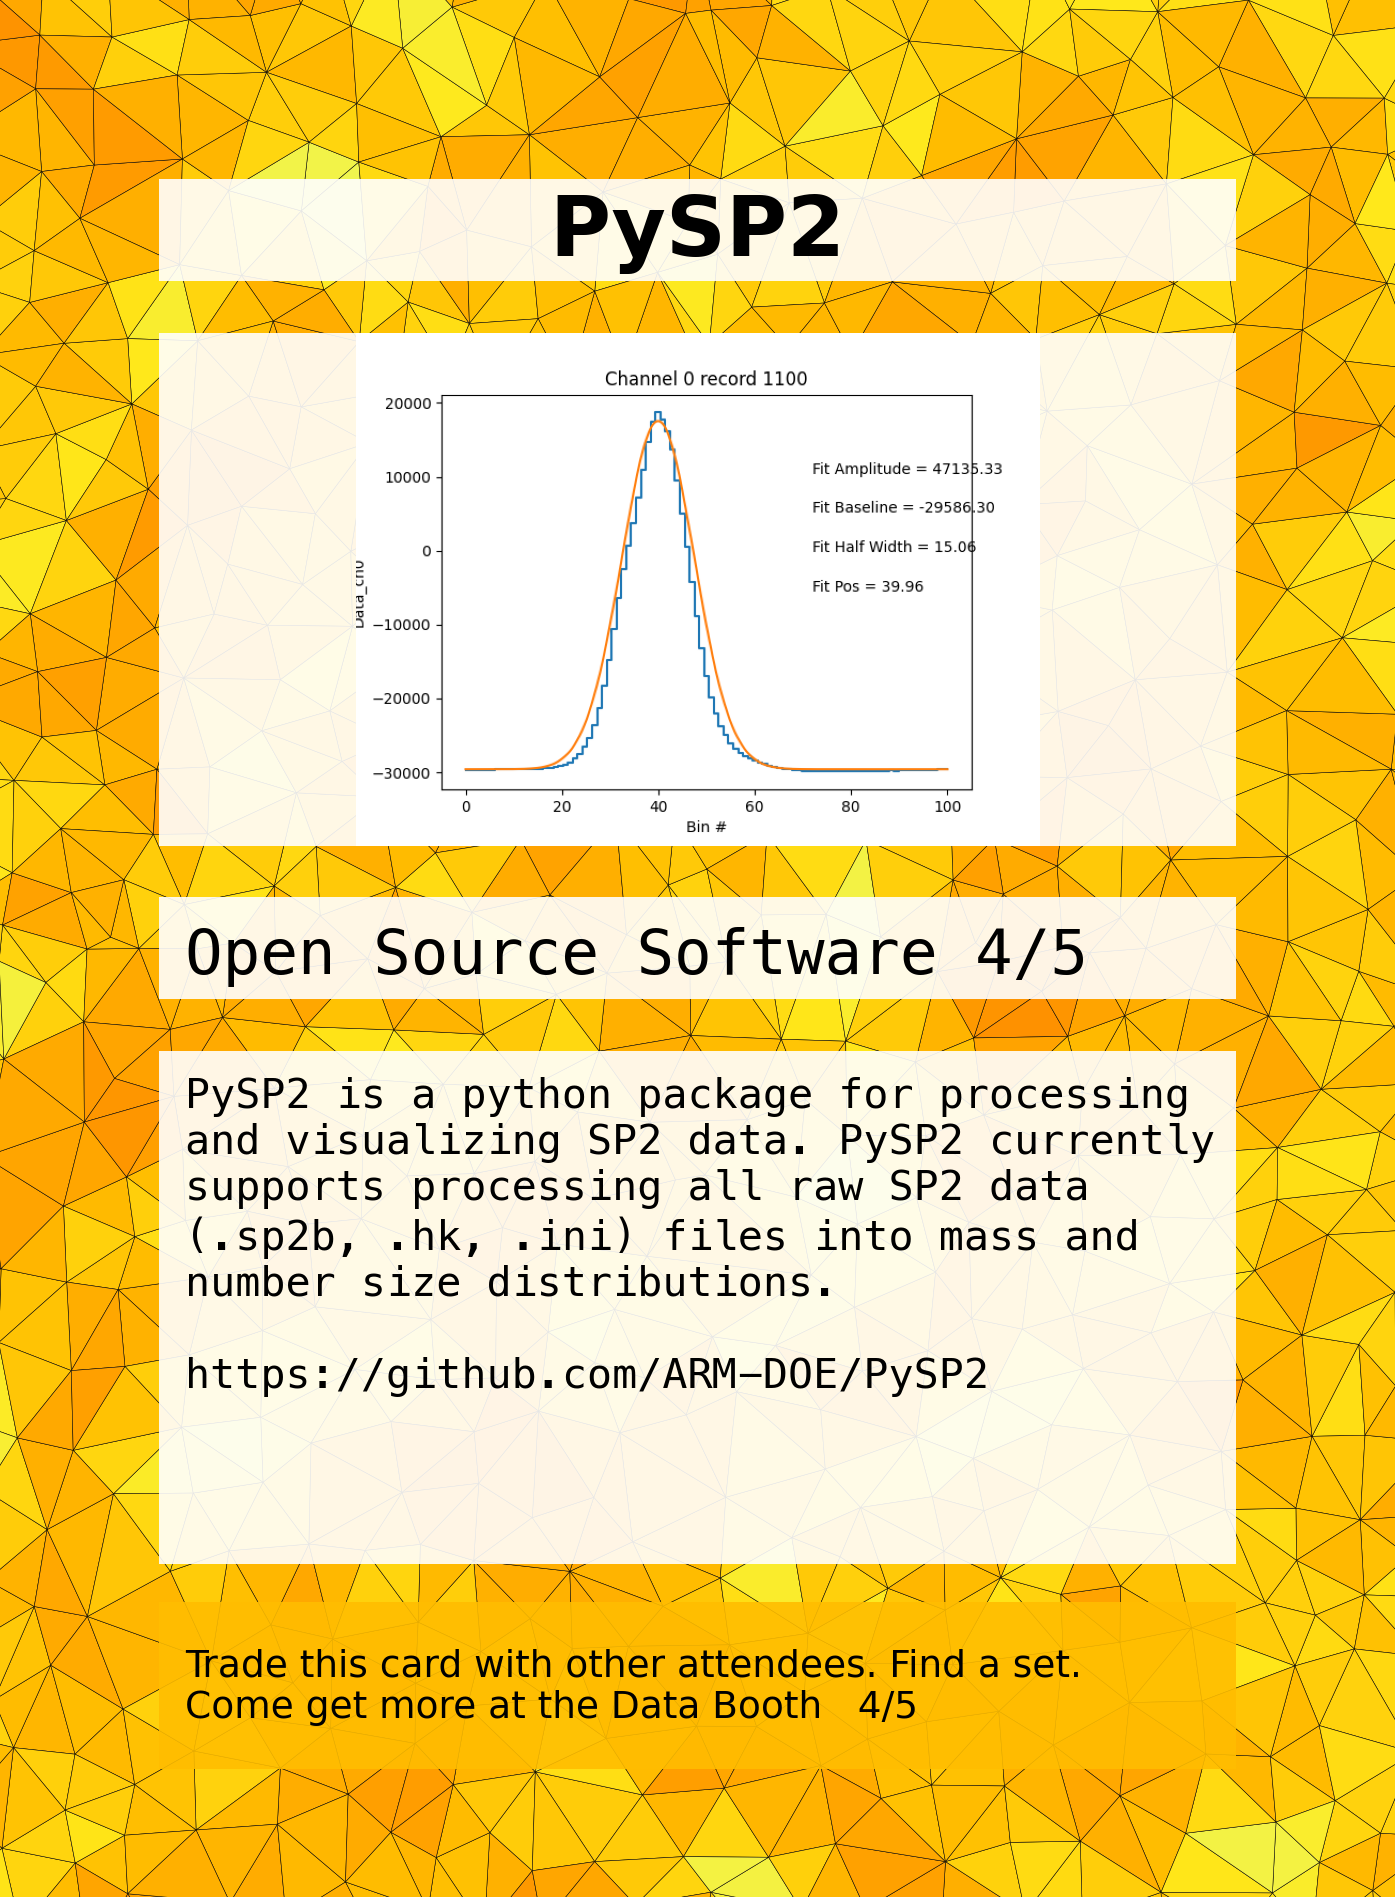 PySP2
Channel 0 record 1100
20000
10000
0
−10000
−20000
−30000
Data_ch0
Fit Amplitude = 47135.33
Fit Baseline = -29586.30
Fit Half Width = 15.06
Fit Pos = 39.96
0 20 40 60 80 100
Bin #
Open Source Software 4/5
PySP2 is a python package for processing
and visualizing SP2 data. PySP2 currently
supports processing all raw SP2 data
(.sp2b, .hk, .ini) files into mass and
number size distributions.
https://github.com/ARM−DOE/PySP2
Trade this card with other attendees. Find a set.
Come get more at the Data Booth   4/5